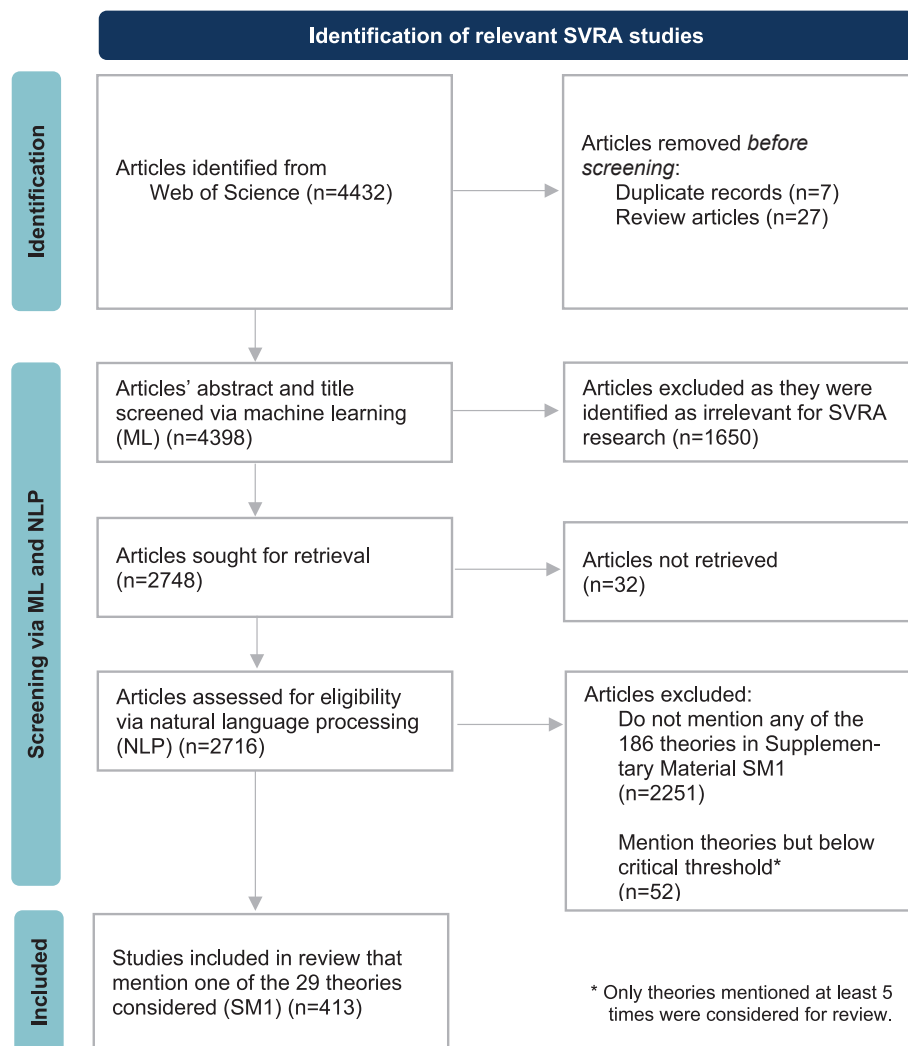 Identification of relevant SVRA studies
Identification
Articles identified from
Web of Science (n=4432)
Articles removed before
screening:
Duplicate records (n=7)
Review articles (n=27)
Screening via ML and NLP
Articles’ abstract and title
screened via machine learning
(ML) (n=4398)
Articles excluded as they were
identified as irrelevant for SVRA
research (n=1650)
Articles sought for retrieval
(n=2748)
Articles not retrieved
(n=32)
Articles assessed for eligibility
via natural language processing
(NLP) (n=2716)
Articles excluded:
Do not mention any of the
186 theories in Supplemen-
tary Material SM1
(n=2251)
Mention theories but below
critical threshold*
(n=52)
Included
Studies included in review that
mention one of the 29 theories
considered (SM1) (n=413)
* Only theories mentioned at least 5
times were considered for review.